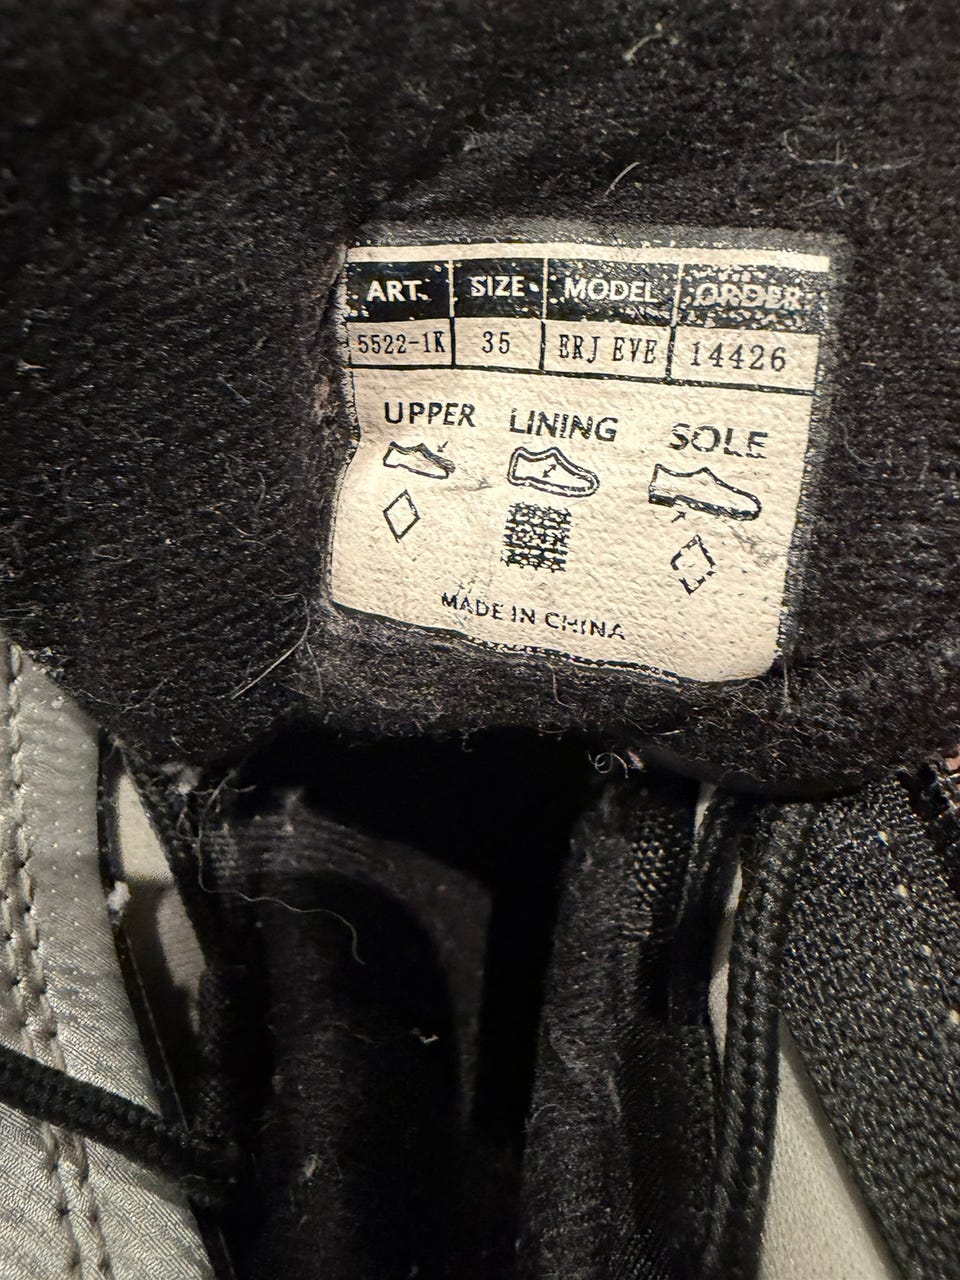 ART. SIZE MODEL ORDER
5522-1K 35 ERJ EVE 14426
UPPER LINING SOLE
MADE IN CHINA